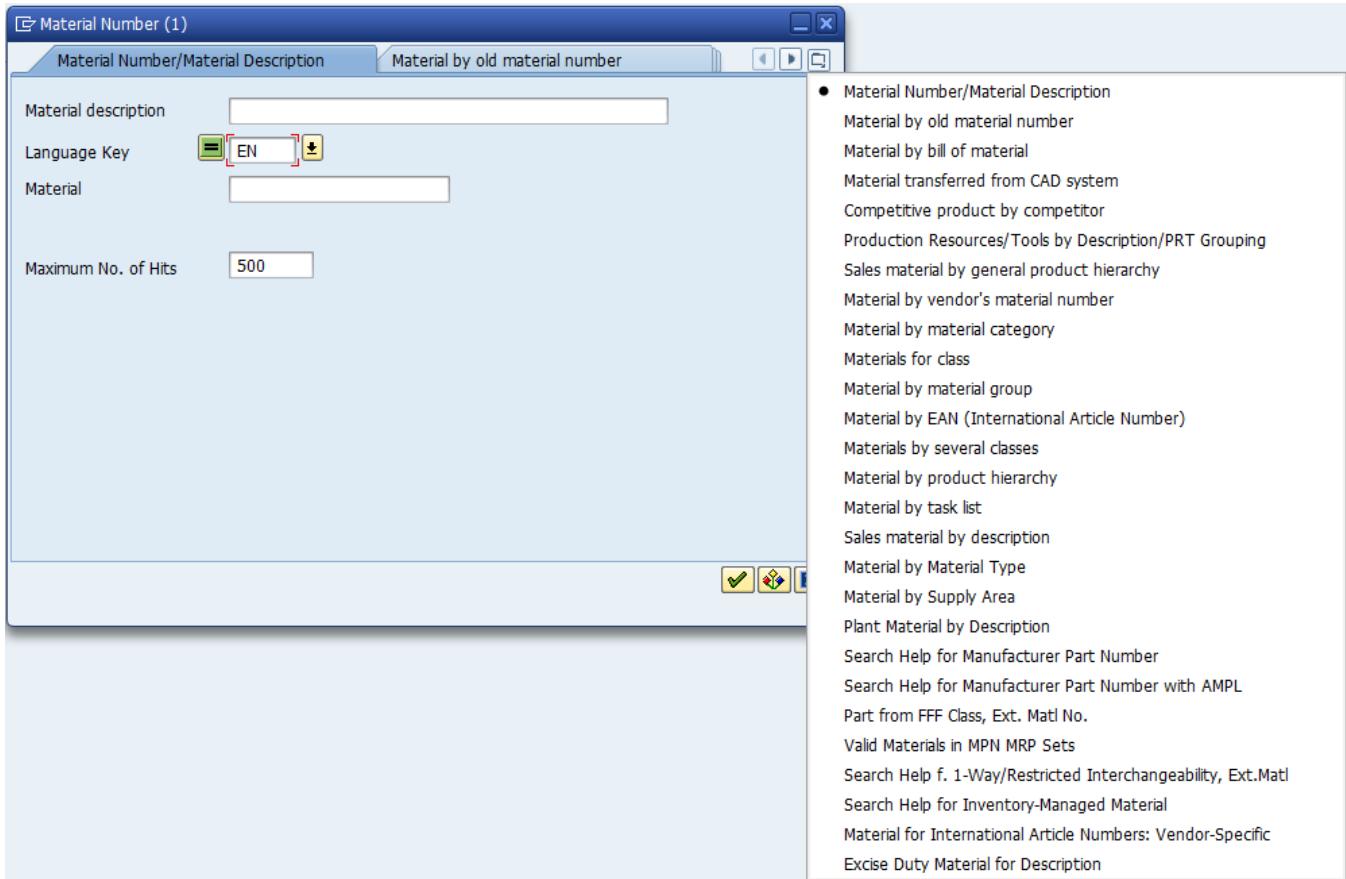 Material Number (1)
Material Number/Material Description
Material by old material number
Material description
Language Key
EN
Material
Maximum No. of Hits
500
Material Number/Material Description
Material by old material number
Material by bill of material
Material transferred from CAD system
Competitive product by competitor
Production Resources/Tools by Description/PRT Grouping
Sales material by general product hierarchy
Material by vendor's material number
Material by material category
Materials for class
Material by material group
Material by EAN (International Article Number)
Materials by several classes
Material by product hierarchy
Material by task list
Sales material by description
Material by Material Type
Material by Supply Area
Plant Material by Description
Search Help for Manufacturer Part Number
Search Help for Manufacturer Part Number with AMPL
Part from FFF Class, Ext. Matl No.
Valid Materials in MPN MRP Sets
Search Help f. 1-Way/Restricted Interchangeability, Ext.Matl
Search Help for Inventory-Managed Material
Material for International Article Numbers: Vendor-Specific
Excise Duty Material for Description